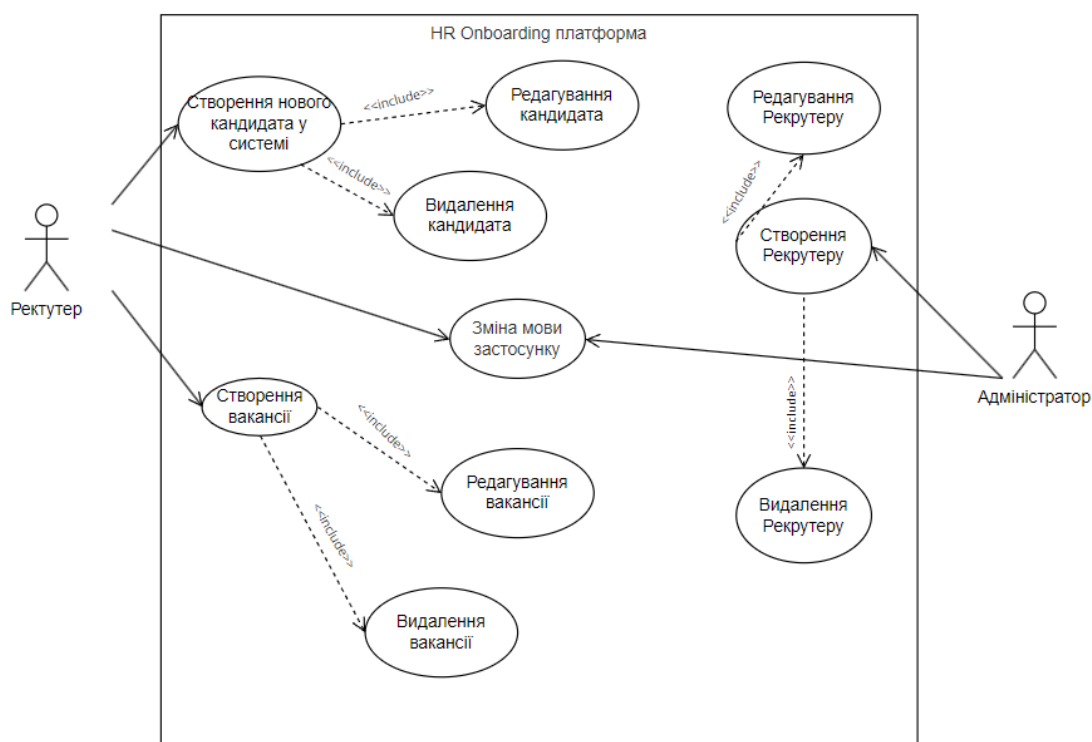 HR Onboarding платформа
Створення нового
кандидата у
системі
<<include>>
Редагування
кандидата
<<include>>
Видалення
кандидата
Редагування
Рекрутеру
<<include>>
Створення
Рекрутеру
Ректутер
Зміна мови
застосунку
Адміністратор
Створення
вакансії
<<include>>
<<include>>
Редагування
вакансії
<<include>>
Видалення
Рекрутеру
Видалення
вакансії